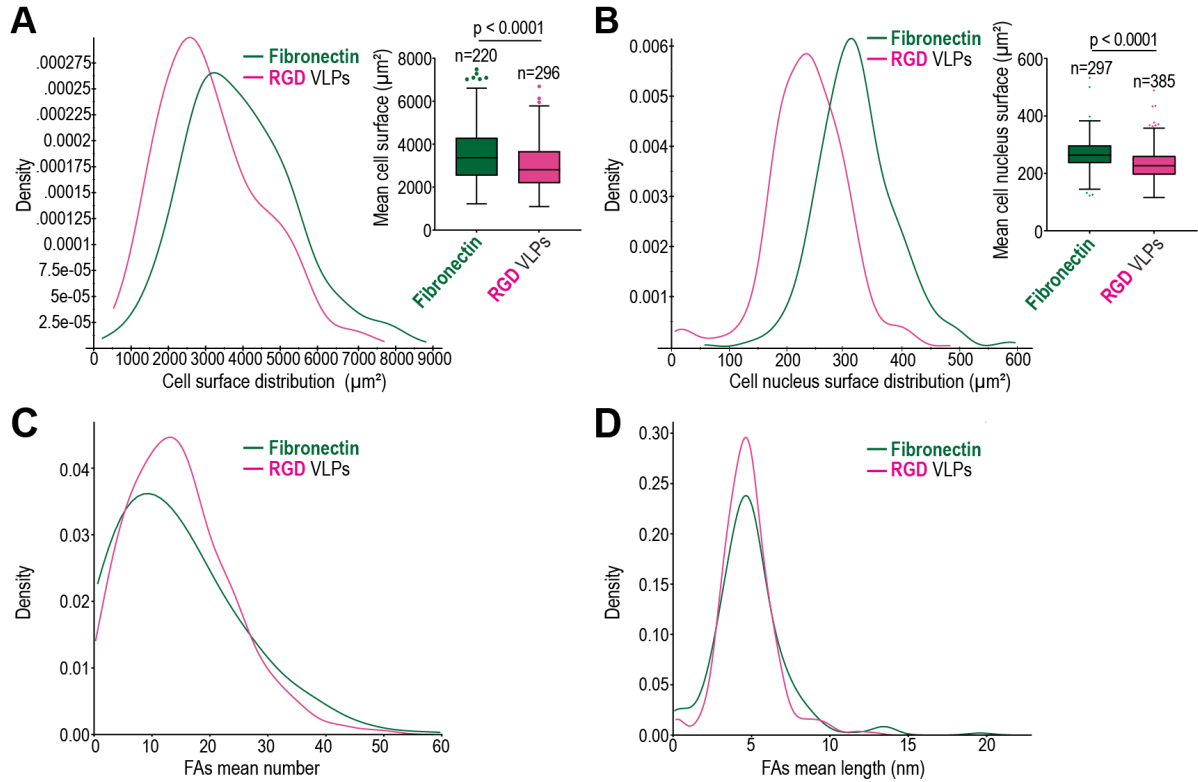 A
Density
.000275
.00025
.000225
0.0002
.000175
.00015
.000125
0.0001
7.5e-05
5e-05
2.5e-05
0 1000 2000 3000 4000 5000 6000 7000 8000 9000
Cell surface distribution (µm²)
Fibronectin
RGD VLPs
p < 0.0001
n=220
n=296
Mean cell surface (µm²)
8000
6000
4000
2000
0
Fibronectin
RGD VLPs
B
Density
0.006
0.005
0.004
0.003
0.002
0.001
0 100 200 300 400 500 600
Cell nucleus surface distribution (µm²)
Fibronectin
RGD VLPs
p < 0.0001
n=297
n=385
Mean cell nucleus surface (µm²)
600
400
200
0
Fibronectin
RGD VLPs
C
Density
0.04
0.03
0.02
0.01
0.00
0 10 20 30 40 50 60
FAs mean number
Fibronectin
RGD VLPs
D
Density
0.30
0.25
0.20
0.15
0.10
0.05
0.00
0 5 10 15 20
FAs mean length (nm)
Fibronectin
RGD VLPs